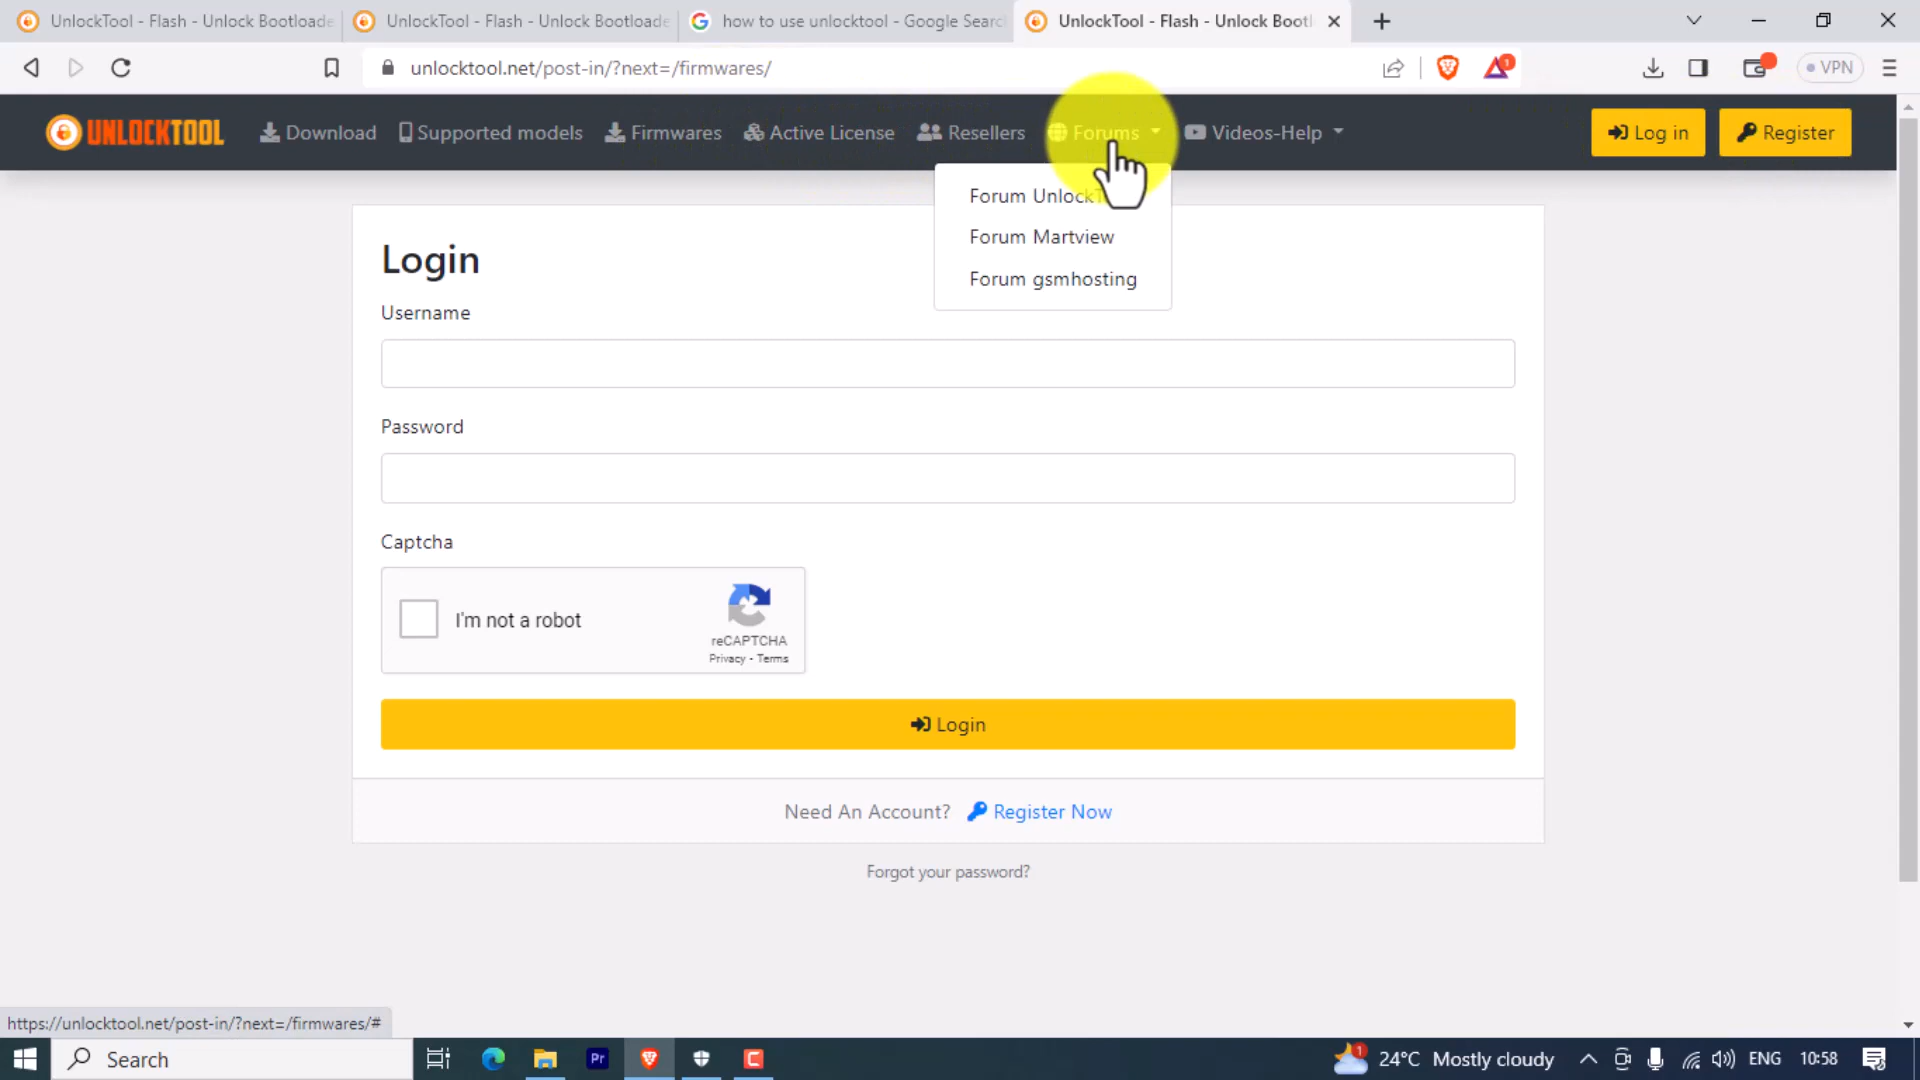 UnlockTool - Flash - Unlock Bootloade
UnlockTool - Flash - Unlock Bootloade
how to use unlocktool - Google Searc
UnlockTool - Flash - Unlock Bootl
unlocktool.net/post-in/?next=/firmwares/
1
VPN
UNLOCKTOOL
Download
Supported models
Firmwares
Active License
Resellers
Forums
Videos-Help
Log in
Register
Forum UnlockT
Forum Martview
Forum gsmhosting
Login
Username
Password
Captcha
I'm not a robot
reCAPTCHA
Privacy - Terms
Login
Need An Account? Register Now
Forgot your password?
https://unlocktool.net/post-in/?next=/firmwares/#
Search
Pr
C
1
24°C Mostly cloudy
ENG
10:58